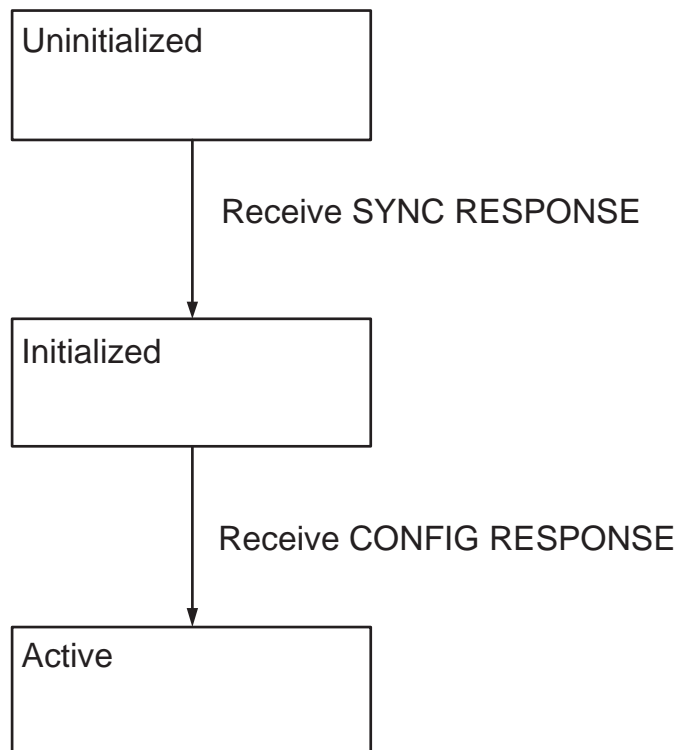 Uninitialized
Receive SYNC RESPONSE
Initialized
Receive CONFIG RESPONSE
Active